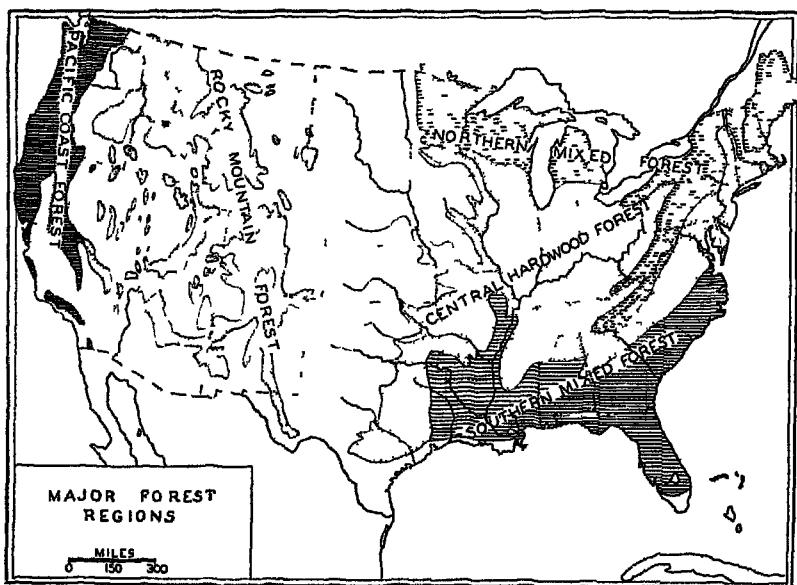 PACIFIC COAST FOREST
ROCKY MOUNTAIN FOREST
NORTHERN MIXED FOREST
CENTRAL HARDWOOD FOREST
SOUTHERN MIXED FOREST
MAJOR FOREST
REGIONS
MILES
0 150 300